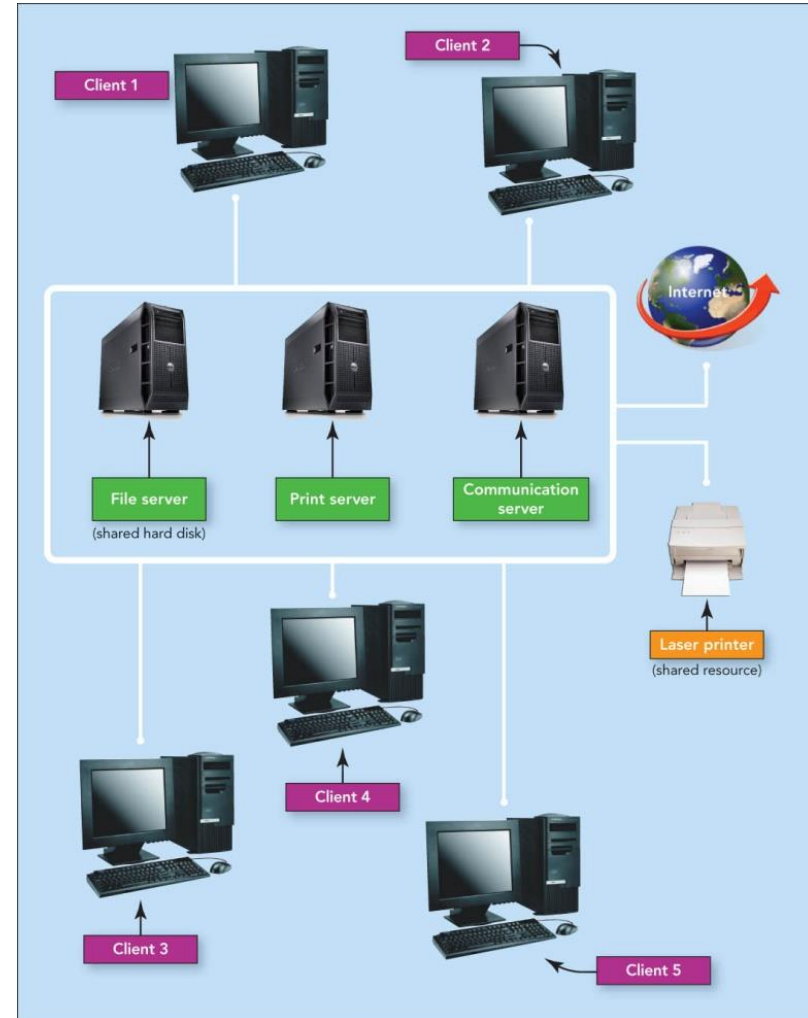 Client 1
Client 2
Internet
File server
(shared hard disk)
Print server
Communication
server
Laser printer
(shared resource)
Client 4
Client 3
Client 5